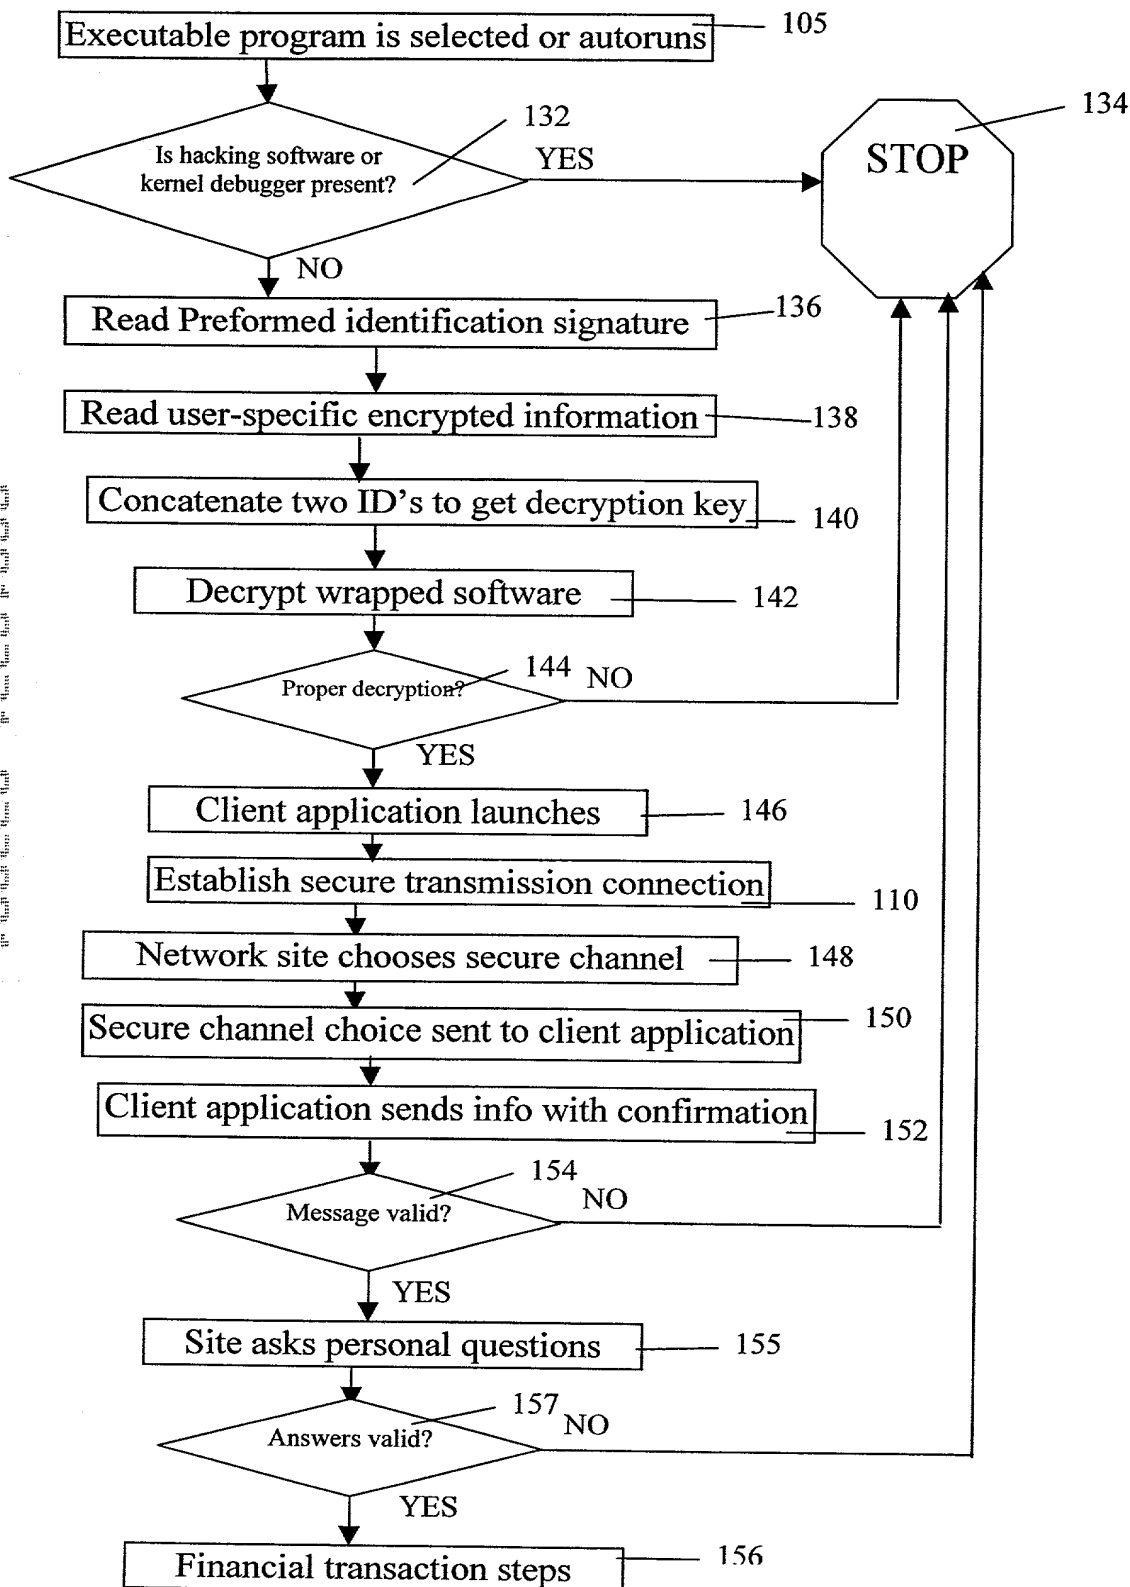 Executable program is selected or autoruns
105
Is hacking software or
kernel debugger present?
132
YES
STOP
134
NO
Read Preformed identification signature
136
Read user-specific encrypted information
138
Concatenate two ID's to get decryption key
140
Decrypt wrapped software
142
Proper decryption?
144
NO
YES
Client application launches
146
Establish secure transmission connection
110
Network site chooses secure channel
148
Secure channel choice sent to client application
150
Client application sends info with confirmation
152
Message valid?
154
NO
YES
Site asks personal questions
155
Answers valid?
157
NO
YES
Financial transaction steps
156